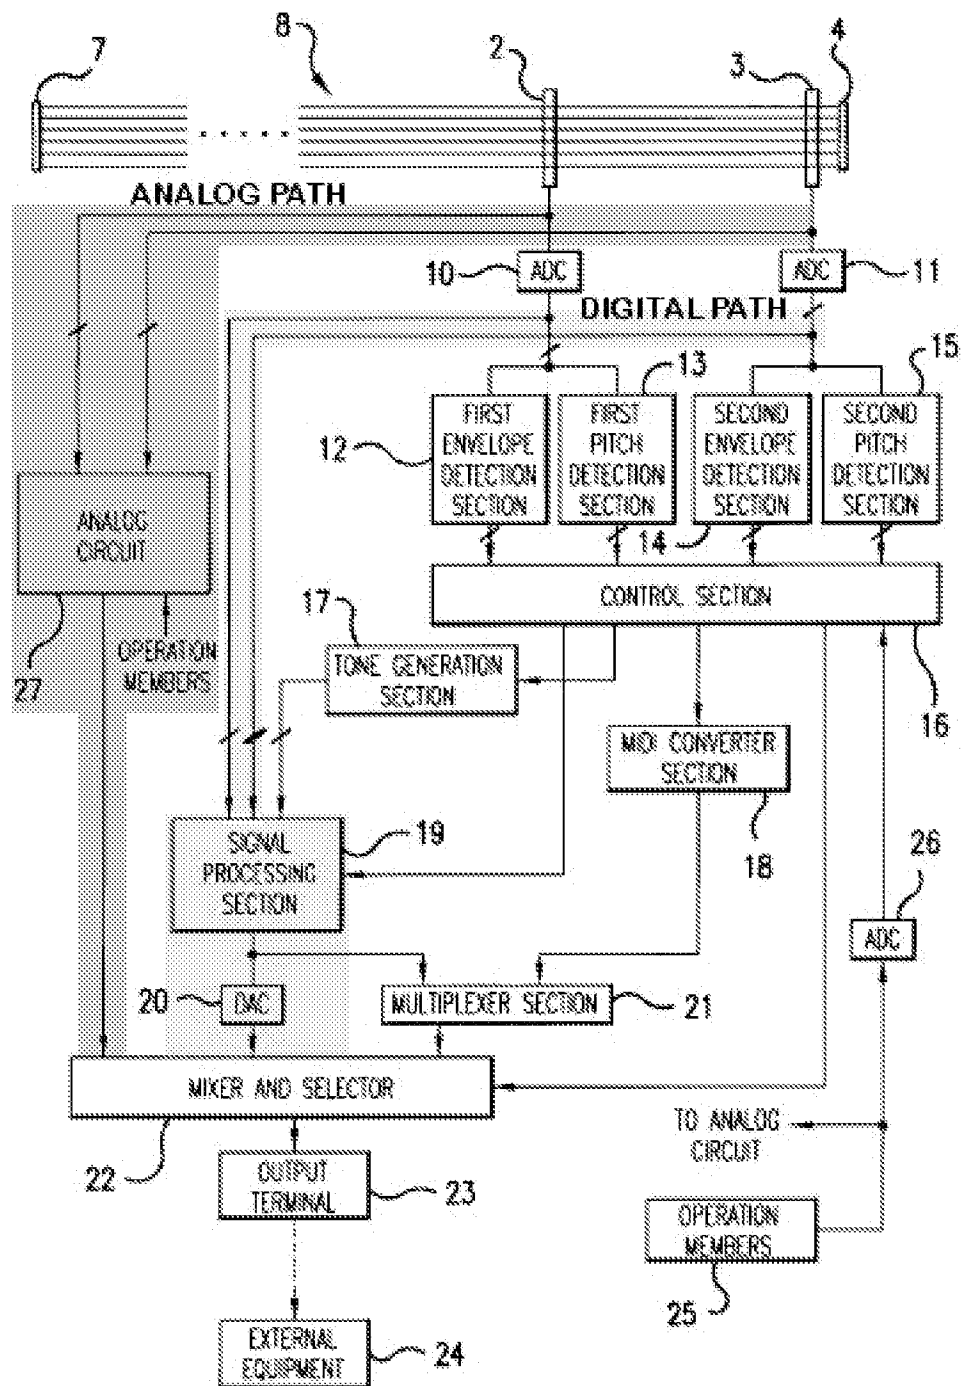 8
2
4
7
3
ANALOG PATH
10
ADC
ADC
11
DIGITAL PATH
15
13
12
FIRST
ENVELOPE
DETECTION
SECTION
FIRST
PITCH
DETECTION
SECTION
SECOND
ENVELOPE
DETECTION
SECTION
SECOND
PITCH
DETECTION
SECTION
ANALOG
CIRCUIT
14
CONTROL SECTION
17
27
OPERATION
MEMBERS
TONE GENERATION
SECTION
16
MIDI CONVERTER
SECTION
SIGNAL
PROCESSING
SECTION
19
18
26
ADC
20
DAC
MULTIPLEXER SECTION
21
MIXER AND SELECTOR
TO ANALOG
CIRCUIT
22
OUTPUT
TERMINAL
23
OPERATION
MEMBERS
25
EXTERNAL
EQUIPMENT
24